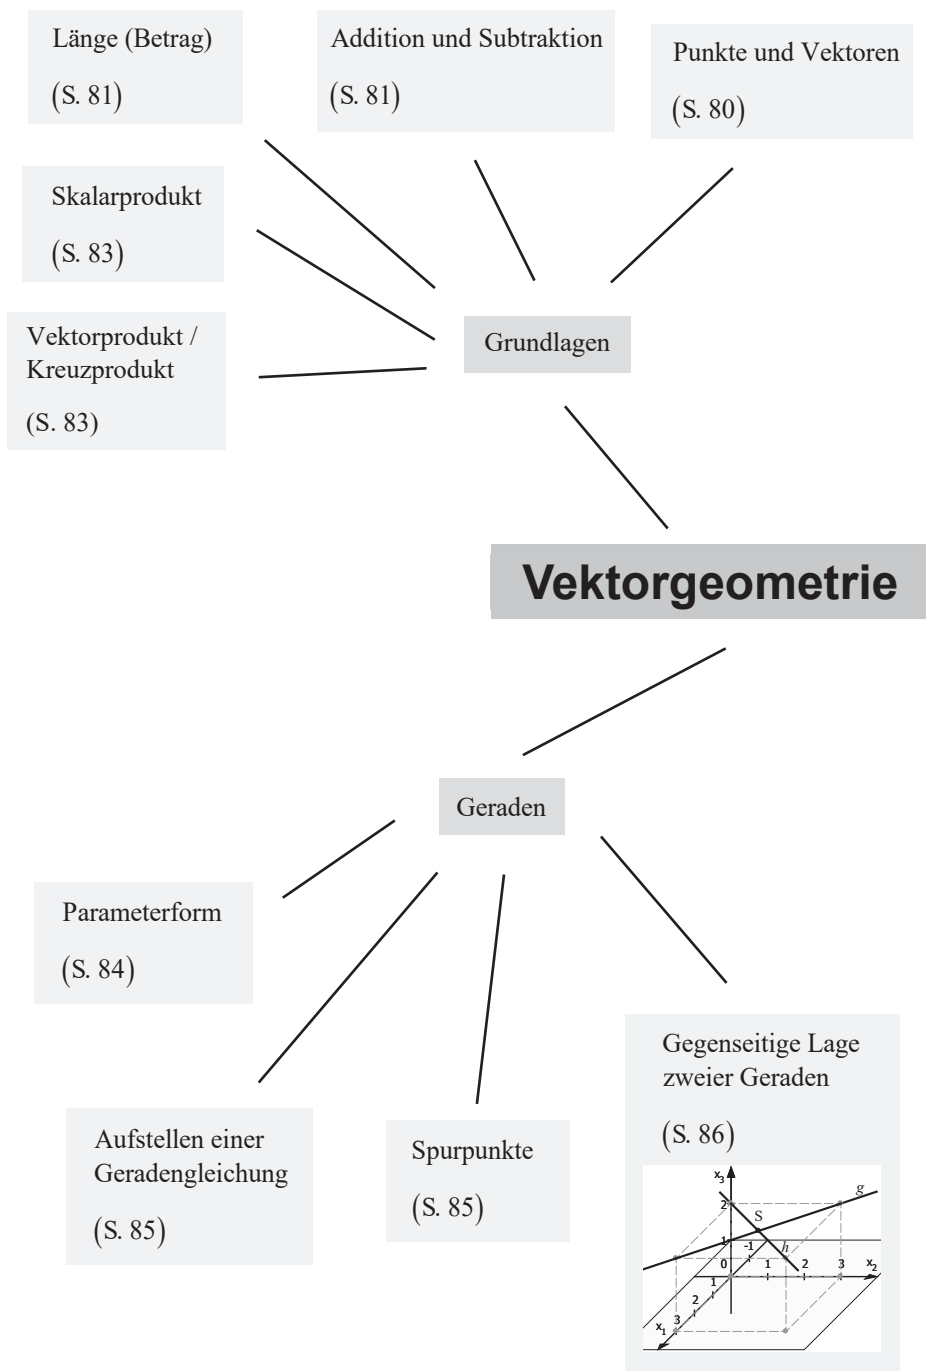 Länge (Betrag)
(S. 81)
Addition und Subtraktion
(S. 81)
Punkte und Vektoren
(S. 80)
Skalarprodukt
(S. 83)
Vektorprodukt /
Kreuzprodukt
(S. 83)
Grundlagen
Vektorgeometrie
Geraden
Parameterform
(S. 84)
Aufstellen einer
Geradengleichung
(S. 85)
Spurpunkte
(S. 85)
Gegenseitige Lage
zweier Geraden
(S. 86)
x₃
g
2
S
1
-1
h
0
1
2
3
x₂
1
2
3
x₁